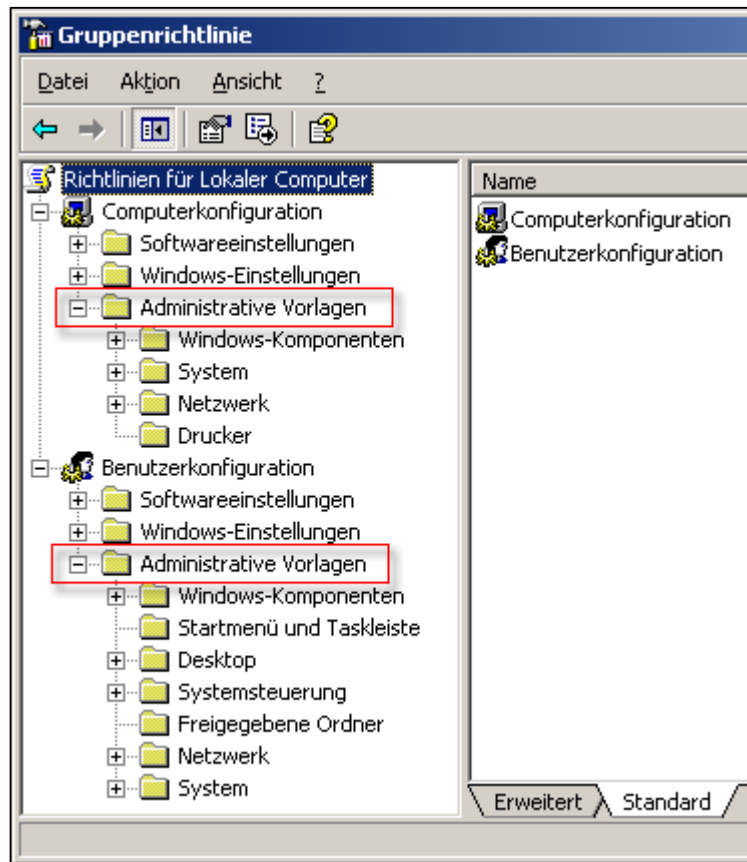 Gruppenrichtlinie
Datei Aktion Ansicht ?
Richtlinien für Lokaler Computer
Computerkonfiguration
Softwareeinstellungen
Windows-Einstellungen
Administrative Vorlagen
Windows-Komponenten
System
Netzwerk
Drucker
Benutzerkonfiguration
Softwareeinstellungen
Windows-Einstellungen
Administrative Vorlagen
Windows-Komponenten
Startmenü und Taskleiste
Desktop
Systemsteuerung
Freigegebene Ordner
Netzwerk
System
Name
Computerkonfiguration
Benutzerkonfiguration
Erweitert Standard